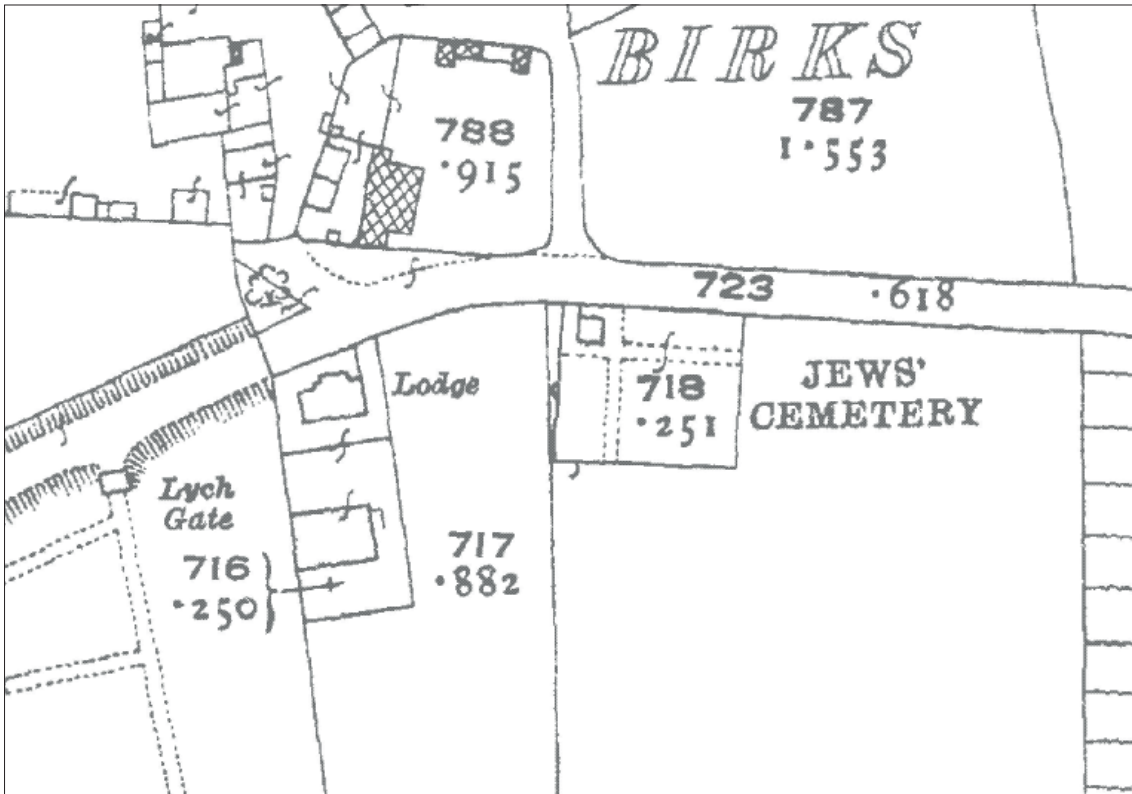 BIRKS
787
1·553
788
·915
723 ·618
Lodge
718
·251
JEWS'
CEMETERY
Lych
Gate
716
·250
717
·882